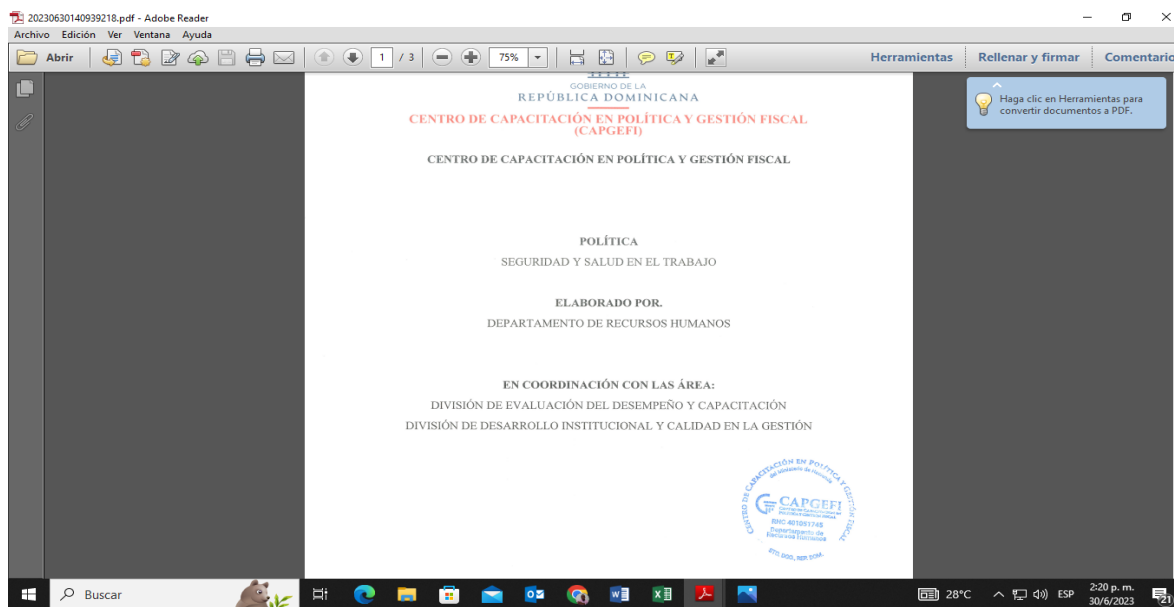 20230630140939218.pdf - Adobe Reader
Archivo Edición Ver Ventana Ayuda
Abrir 1 / 3 75% Herramientas Rellenar y firmar Comentario
Haga clic en Herramientas para
convertir documentos a PDF.
GOBIERNO DE LA
REPÚBLICA DOMINICANA
CENTRO DE CAPACITACIÓN EN POLÍTICA Y GESTIÓN FISCAL
(CAPGEFI)
CENTRO DE CAPACITACIÓN EN POLÍTICA Y GESTIÓN FISCAL
POLÍTICA
SEGURIDAD Y SALUD EN EL TRABAJO
ELABORADO POR.
DEPARTAMENTO DE RECURSOS HUMANOS
EN COORDINACIÓN CON LAS ÁREA:
DIVISIÓN DE EVALUACIÓN DEL DESEMPEÑO Y CAPACITACIÓN
DIVISIÓN DE DESARROLLO INSTITUCIONAL Y CALIDAD EN LA GESTIÓN
CENTRO DE CAPACITACIÓN EN POLÍTICA Y GESTIÓN FISCAL
del Ministerio de Hacienda
CAPGEFI
Departamento de
Recursos Humanos
STO. DGO., REP. DOM.
Buscar
28°C ESP 2:20 p. m.
30/6/2023
21